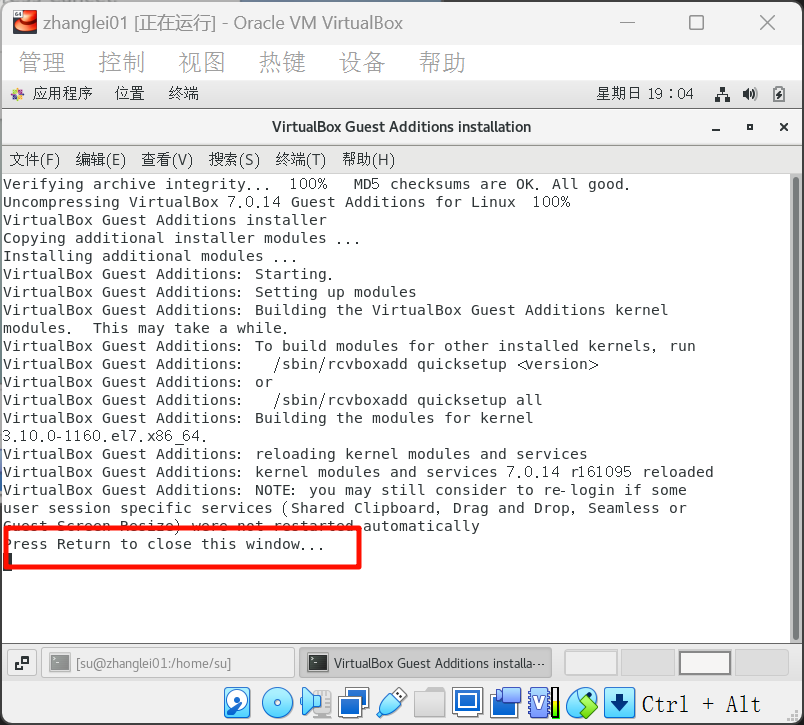 zhanglei01 [正在运行] - Oracle VM VirtualBox
管理 控制 视图 热键 设备 帮助
应用程序 位置 终端 星期日 19：04
VirtualBox Guest Additions installation
文件(F) 编辑(E) 查看(V) 搜索(S) 终端(T) 帮助(H)
Verifying archive integrity... 100% MD5 checksums are OK. All good.
Uncompressing VirtualBox 7.0.14 Guest Additions for Linux 100%
VirtualBox Guest Additions installer
Copying additional installer modules ...
Installing additional modules ...
VirtualBox Guest Additions: Starting.
VirtualBox Guest Additions: Setting up modules
VirtualBox Guest Additions: Building the VirtualBox Guest Additions kernel
modules. This may take a while.
VirtualBox Guest Additions: To build modules for other installed kernels, run
VirtualBox Guest Additions: /sbin/rcvboxadd quicksetup <version>
VirtualBox Guest Additions: or
VirtualBox Guest Additions: /sbin/rcvboxadd quicksetup all
VirtualBox Guest Additions: Building the modules for kernel
3.10.0-1160.el7.x86_64.
VirtualBox Guest Additions: reloading kernel modules and services
VirtualBox Guest Additions: kernel modules and services 7.0.14 r161095 reloaded
VirtualBox Guest Additions: NOTE: you may still consider to re-login if some
user session specific services (Shared Clipboard, Drag and Drop, Seamless or
Guest Screen Resize) were not restarted automatically
Press Return to close this window...
[su@zhanglei01:/home/su] VirtualBox Guest Additions installa---
Ctrl + Alt